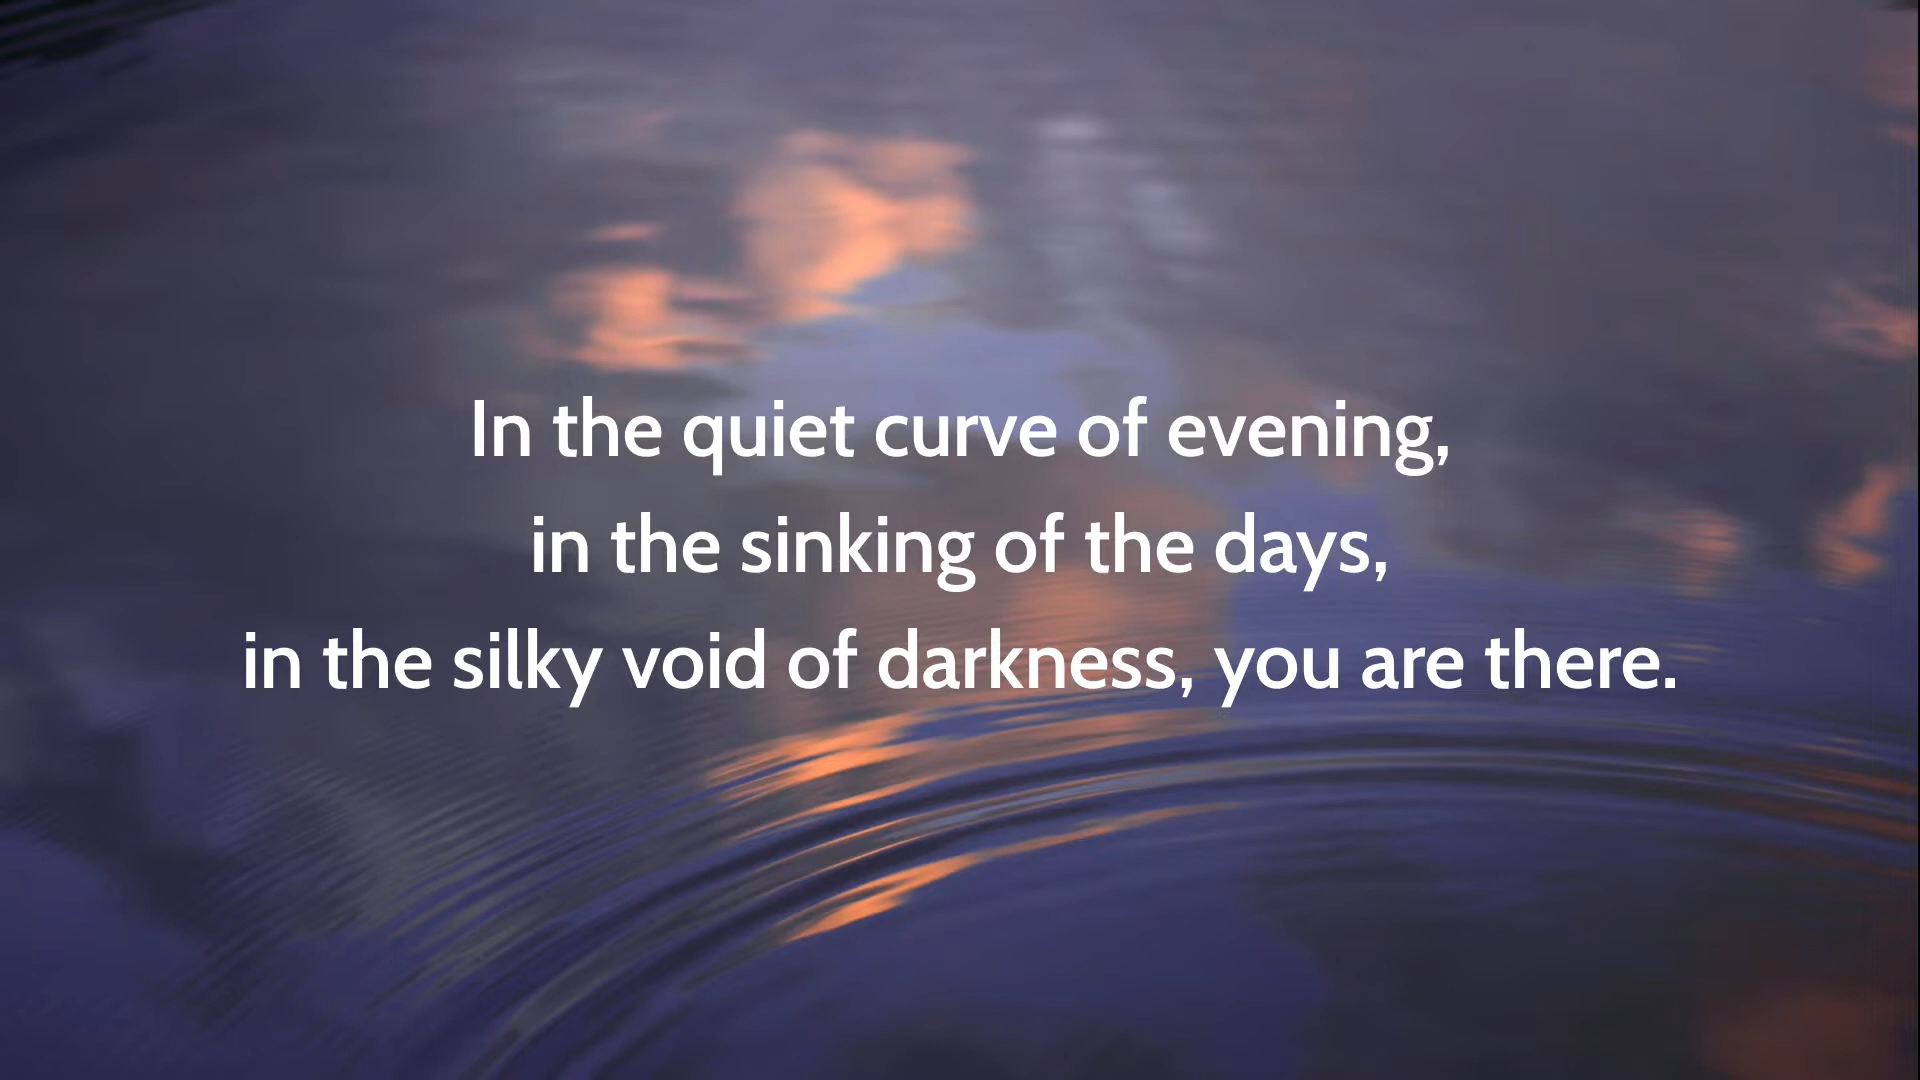 In the quiet curve of evening,
in the sinking of the days,
in the silky void of darkness, you are there.